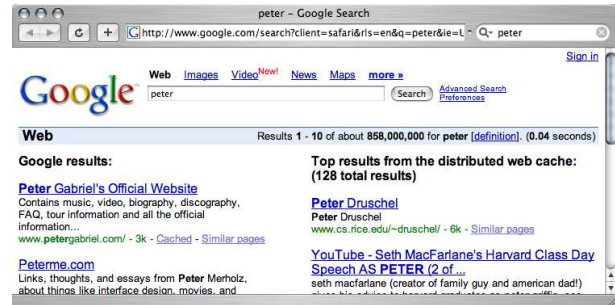 peter – Google Search
http://www.google.com/search?client=safari&rls=en&q=peter&ie=U
peter
Sign in
Google
Web Images Video New! News Maps more »
peter
Search
Advanced Search
Preferences
Web
Results 1 - 10 of about 858,000,000 for peter [definition]. (0.04 seconds)
Google results:
Peter Gabriel's Official Website
Contains music, video, biography, discography,
FAQ, tour information and all the official
information...
www.petergabriel.com/ - 3k - Cached - Similar pages
Peterme.com
Links, thoughts, and essays from Peter Merholz,
about things like interface design, movies, and
Top results from the distributed web cache:
(128 total results)
Peter Druschel
Peter Druschel
www.cs.rice.edu/~druschel/ - 6k - Similar pages
YouTube - Seth MacFarlane's Harvard Class Day
Speech AS PETER (2 of ...
seth macfarlane (creator of family guy and american dad!)